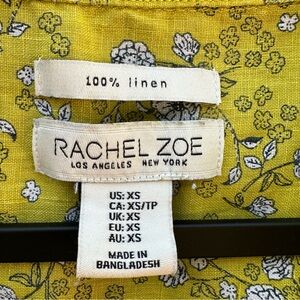 100% linen
RACHEL ZOE
LOS ANGELES NEW YORK
US: XS
CA: XS/TP
UK: XS
EU: XS
AU: XS
MADE IN
BANGLADESH